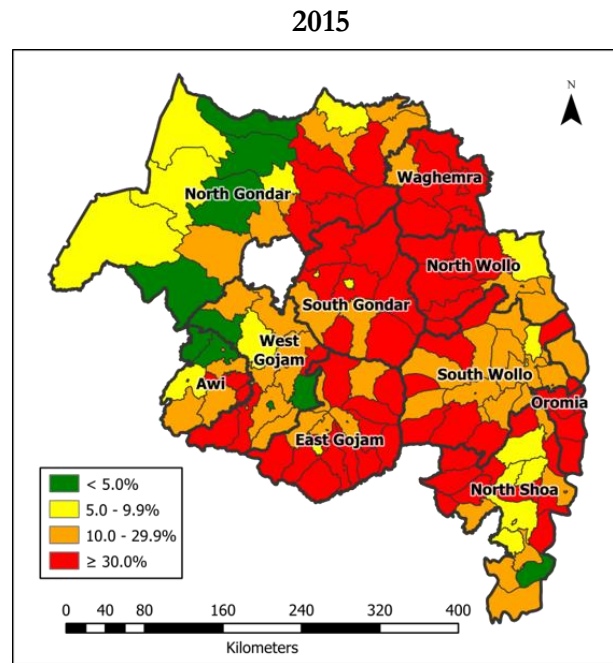 2015
N
Waghemra
North Gondar
North Wollo
South Gondar
West
Gojam
South Wollo
Awi
Oromia
East Gojam
North Shoa
< 5.0%
5.0 - 9.9%
10.0 - 29.9%
≥ 30.0%
0 40 80 160 240 320 400
Kilometers